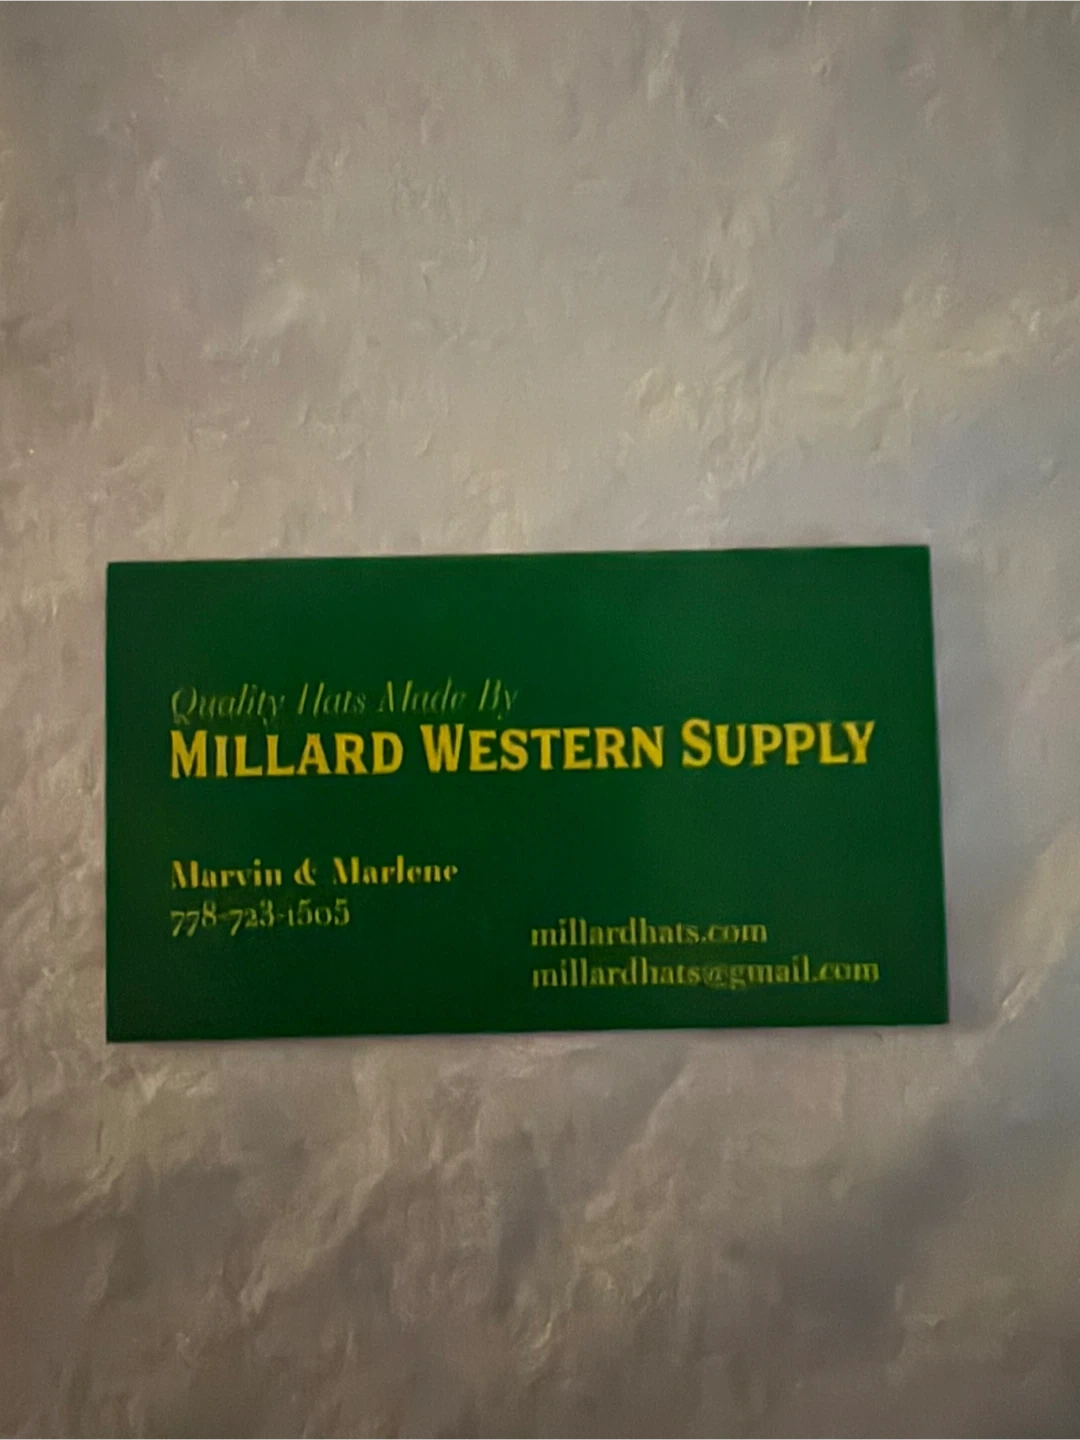 Quality Hats Made By
MILLARD WESTERN SUPPLY
Marvin & Marlene
778-723-1505
millardhats.com
millardhats@gmail.com